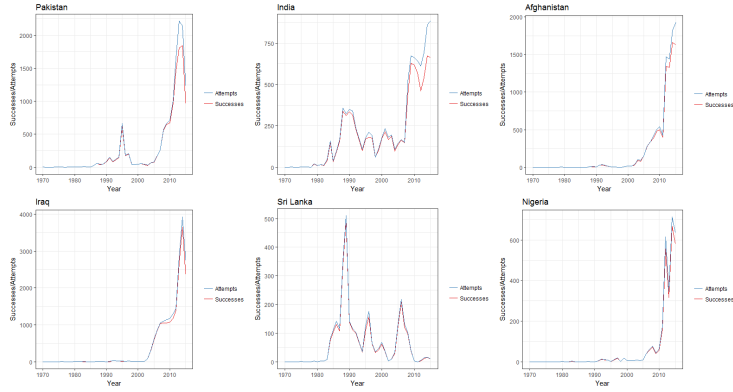 Pakistan
Successes/Attempts
2000
1500
1000
500
0
1970
1980
1990
2000
2010
Year
Attempts
Successes
India
Successes/Attempts
750
500
250
0
1970
1980
1990
2000
2010
Year
Attempts
Successes
Afghanistan
Successes/Attempts
2000
1500
1000
500
0
1970
1980
1990
2000
2010
Year
Attempts
Successes
Iraq
Successes/Attempts
4000
3000
2000
1000
0
1970
1980
1990
2000
2010
Year
Attempts
Successes
Sri Lanka
Successes/Attempts
500
400
300
200
100
0
1970
1980
1990
2000
2010
Year
Attempts
Successes
Nigeria
Successes/Attempts
600
400
200
0
1970
1980
1990
2000
2010
Year
Attempts
Successes